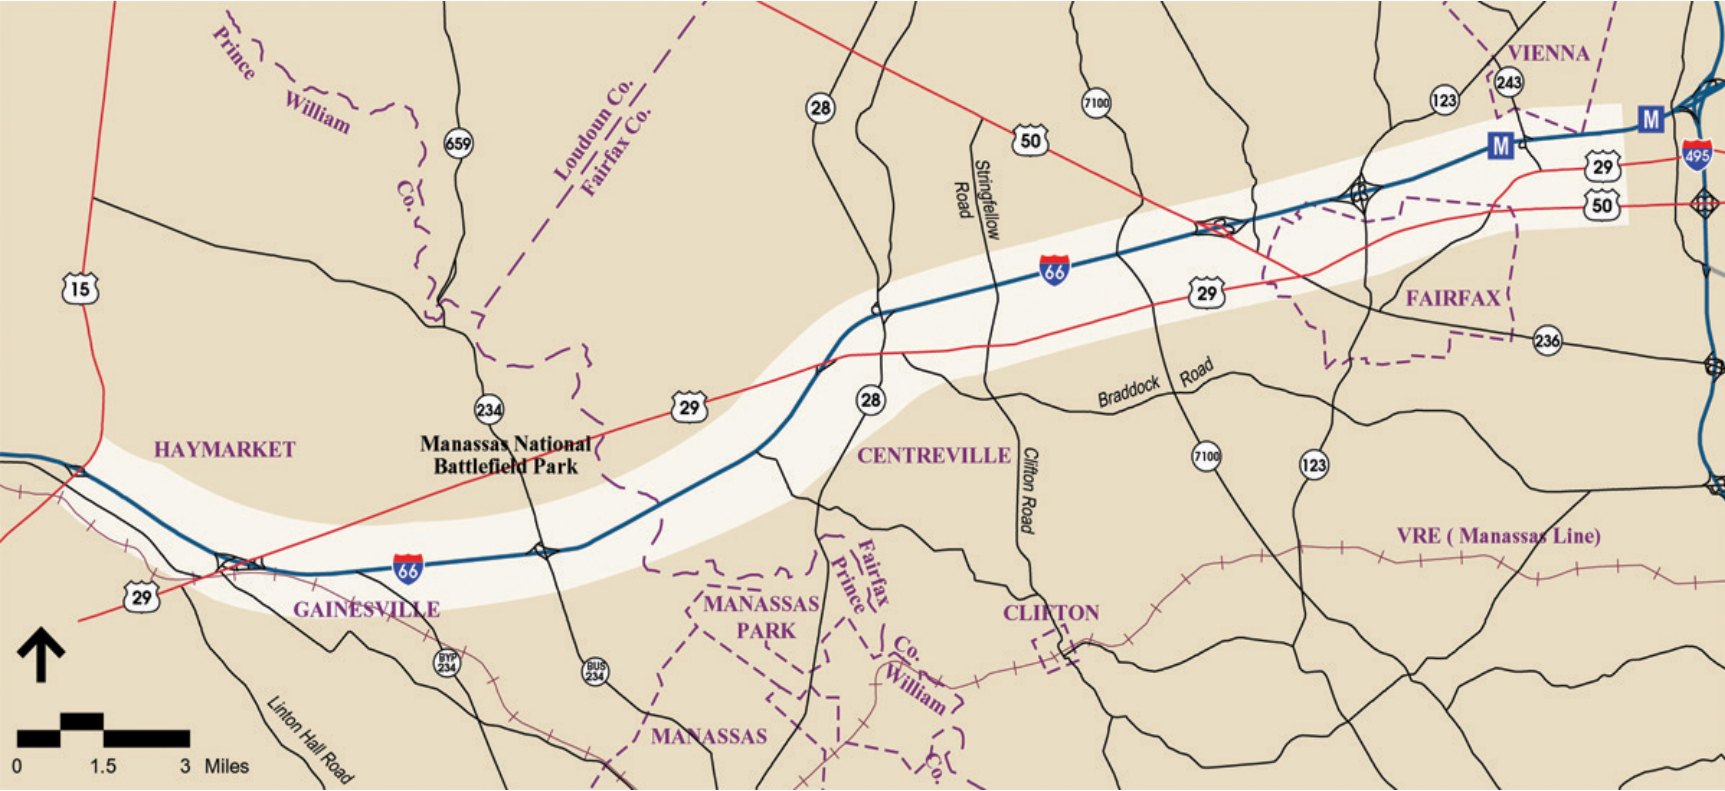 Prince
William
Co.
659
Loudoun Co.
Fairfax Co.
28
50
7100
123
243
VIENNA
M
M
29
495
50
Stringfellow
Road
15
66
29
FAIRFAX
236
234
29
28
Braddock Road
HAYMARKET
Manassas National
Battlefield Park
CENTREVILLE
Clifton Road
7100
123
VRE ( Manassas Line)
66
29
GAINESVILLE
MANASSAS
PARK
Fairfax
Prince
Co.
William
Co.
CLIFTON
BYP
234
BUS
234
Linton Hall Road
MANASSAS
0 1.5 3 Miles